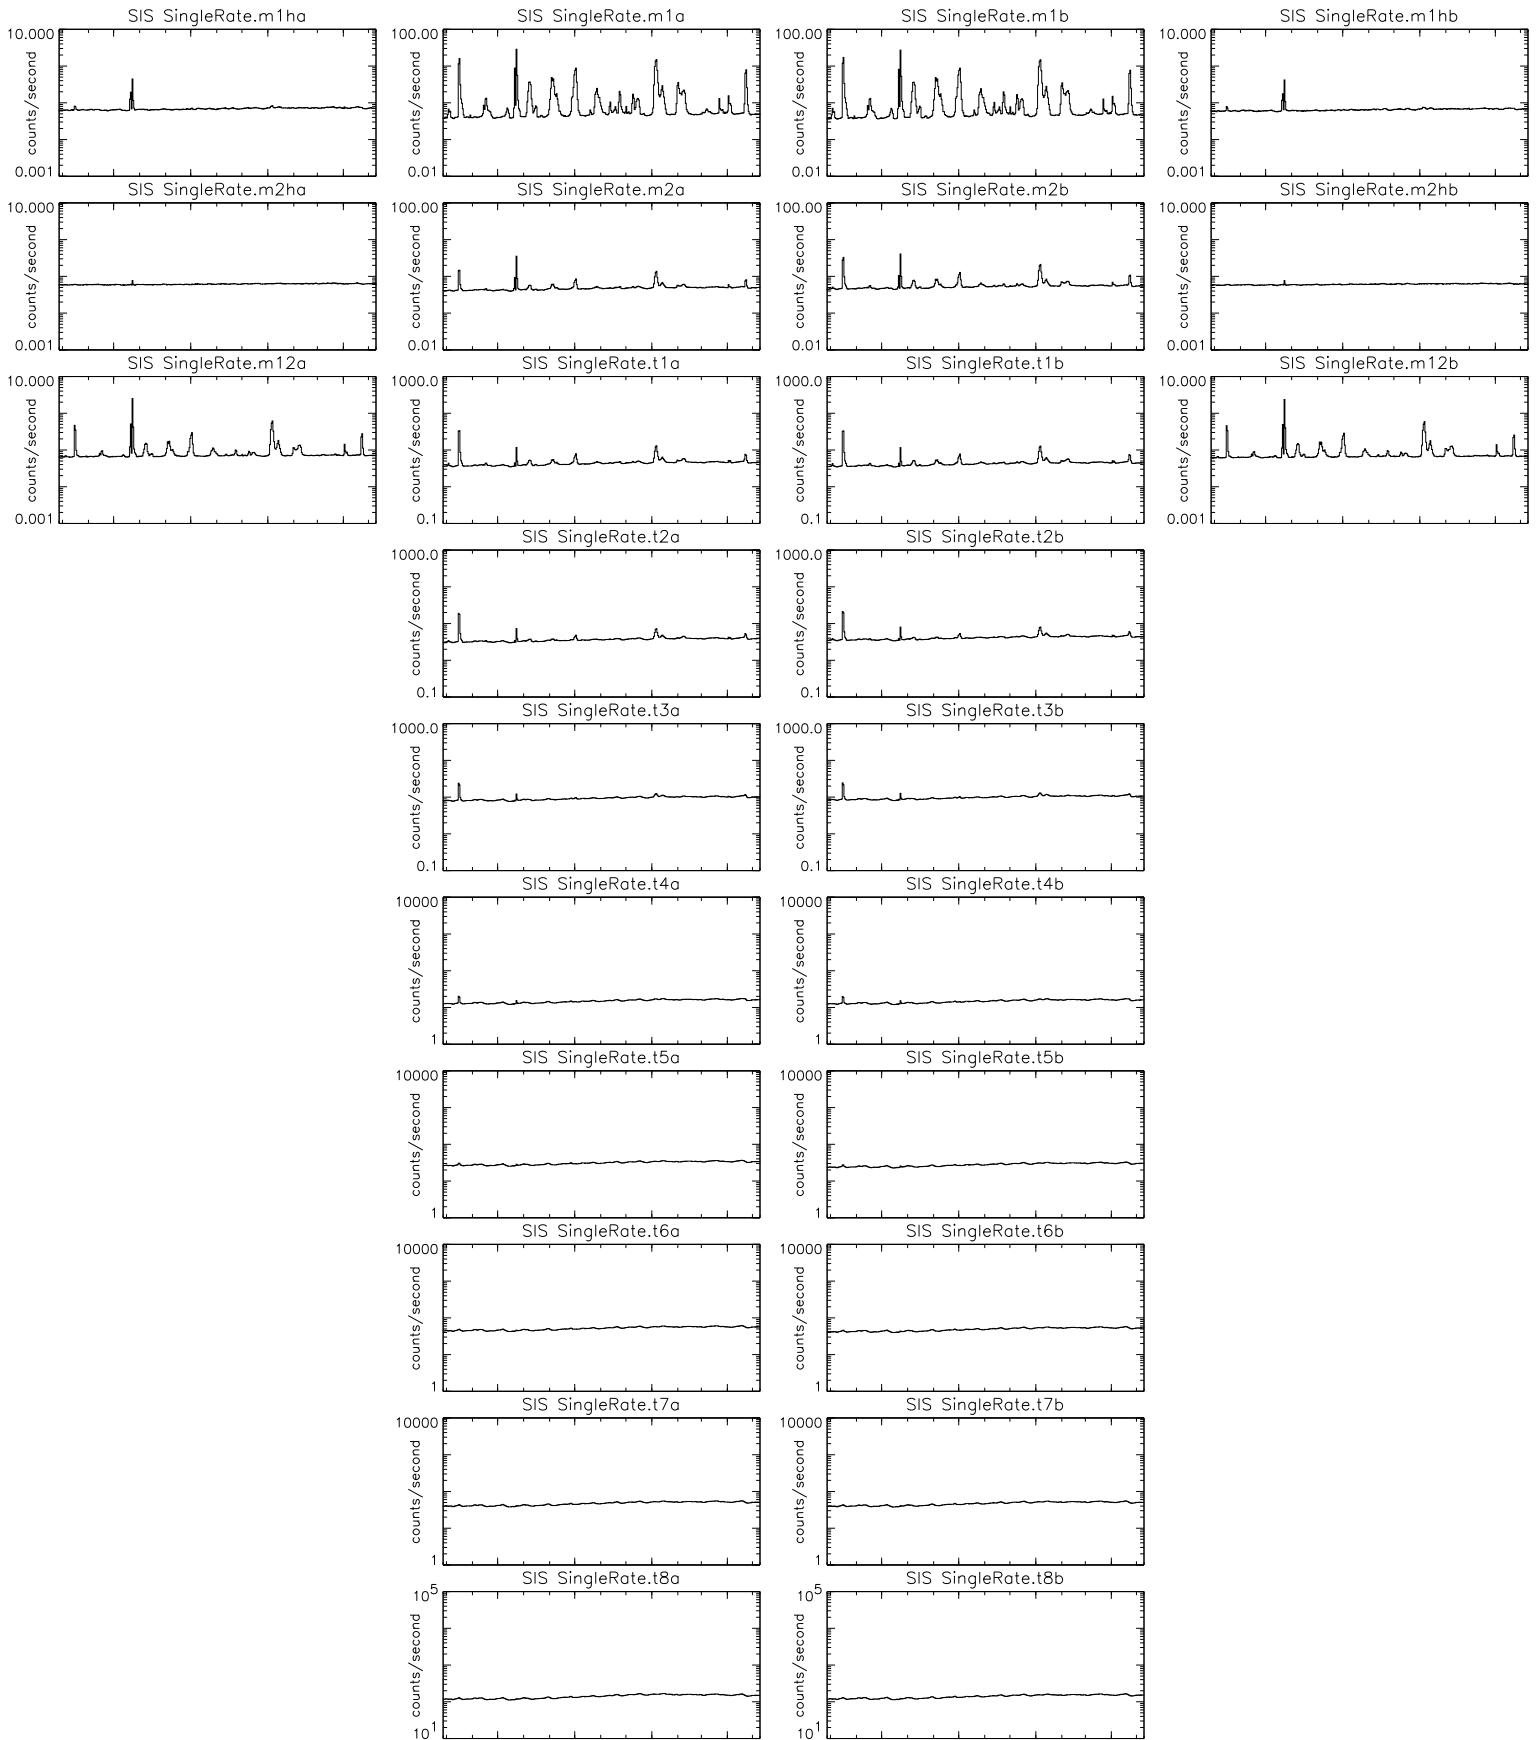 SIS SingleRate.m1ha
10.000
counts/second
0.001
SIS SingleRate.m1a
100.00
counts/second
0.01
SIS SingleRate.m1b
100.00
counts/second
0.01
SIS SingleRate.m1hb
10.000
counts/second
0.001
SIS SingleRate.m2ha
10.000
counts/second
0.001
SIS SingleRate.m2a
100.00
counts/second
0.01
SIS SingleRate.m2b
100.00
counts/second
0.01
SIS SingleRate.m2hb
10.000
counts/second
0.001
SIS SingleRate.m12a
10.000
counts/second
0.001
SIS SingleRate.t1a
1000.0
counts/second
0.1
SIS SingleRate.t1b
1000.0
counts/second
0.1
SIS SingleRate.m12b
10.000
counts/second
0.001
SIS SingleRate.t2a
1000.0
counts/second
0.1
SIS SingleRate.t2b
1000.0
counts/second
0.1
SIS SingleRate.t3a
1000.0
counts/second
0.1
SIS SingleRate.t3b
1000.0
counts/second
0.1
SIS SingleRate.t4a
10000
counts/second
1
SIS SingleRate.t4b
10000
counts/second
1
SIS SingleRate.t5a
10000
counts/second
1
SIS SingleRate.t5b
10000
counts/second
1
SIS SingleRate.t6a
10000
counts/second
1
SIS SingleRate.t6b
10000
counts/second
1
SIS SingleRate.t7a
10000
counts/second
1
SIS SingleRate.t7b
10000
counts/second
1
SIS SingleRate.t8a
10^5
counts/second
10^1
SIS SingleRate.t8b
10^5
counts/second
10^1